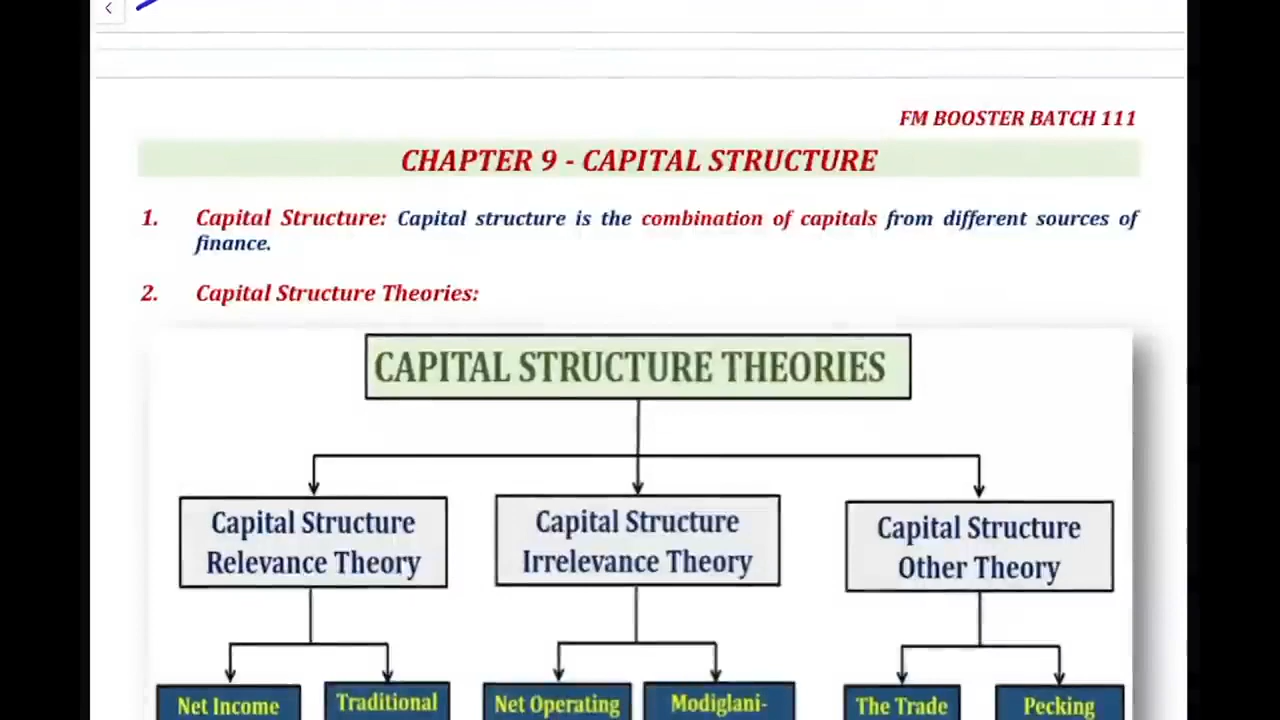 FM BOOSTER BATCH 111
CHAPTER 9 - CAPITAL STRUCTURE
1. Capital Structure: Capital structure is the combination of capitals from different sources of
finance.
2. Capital Structure Theories:
CAPITAL STRUCTURE THEORIES
Capital Structure
Relevance Theory
Capital Structure
Irrelevance Theory
Capital Structure
Other Theory
Net Income
Traditional
Net Operating
Modiglani-
The Trade
Pecking